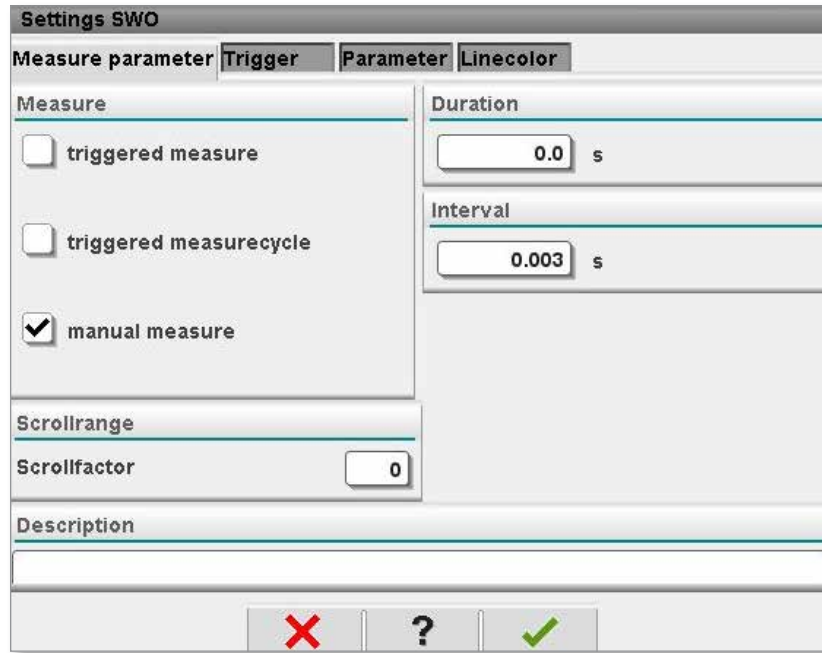 Settings SWO
Measure parameter Trigger Parameter Linecolor
Measure
triggered measure
triggered measurecycle
manual measure
Duration
0.0 s
Interval
0.003 s
Scrollrange
Scrollfactor 0
Description
?